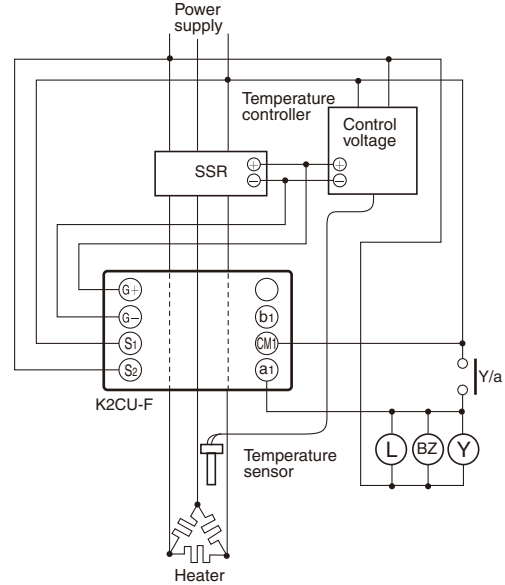 Power
supply
Temperature
controller
Control
voltage
SSR
+
+
−
−
G+
G−
b1
S1
CM1
S2
a1
Y/a
K2CU-F
L
BZ
Y
Temperature
sensor
Heater